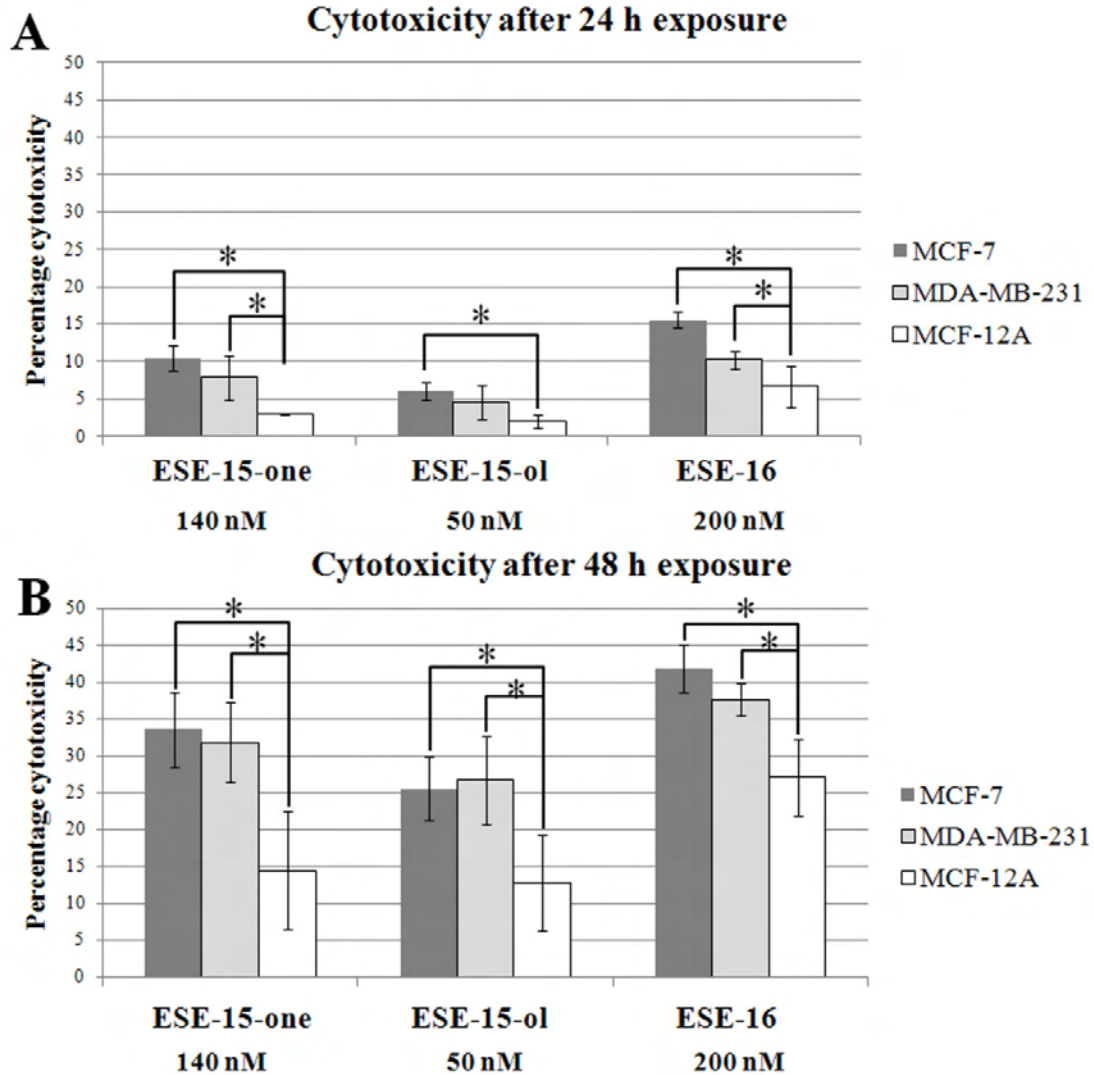 A
Cytotoxicity after 24 h exposure
Percentage cytotoxicity
50
45
40
35
30
25
20
15
10
5
0
*
*
*
*
*
MCF-7
MDA-MB-231
MCF-12A
ESE-15-one
ESE-15-ol
ESE-16
140 nM
50 nM
200 nM
B
Cytotoxicity after 48 h exposure
Percentage cytotoxicity
50
45
40
35
30
25
20
15
10
5
0
*
*
*
*
*
*
MCF-7
MDA-MB-231
MCF-12A
ESE-15-one
ESE-15-ol
ESE-16
140 nM
50 nM
200 nM